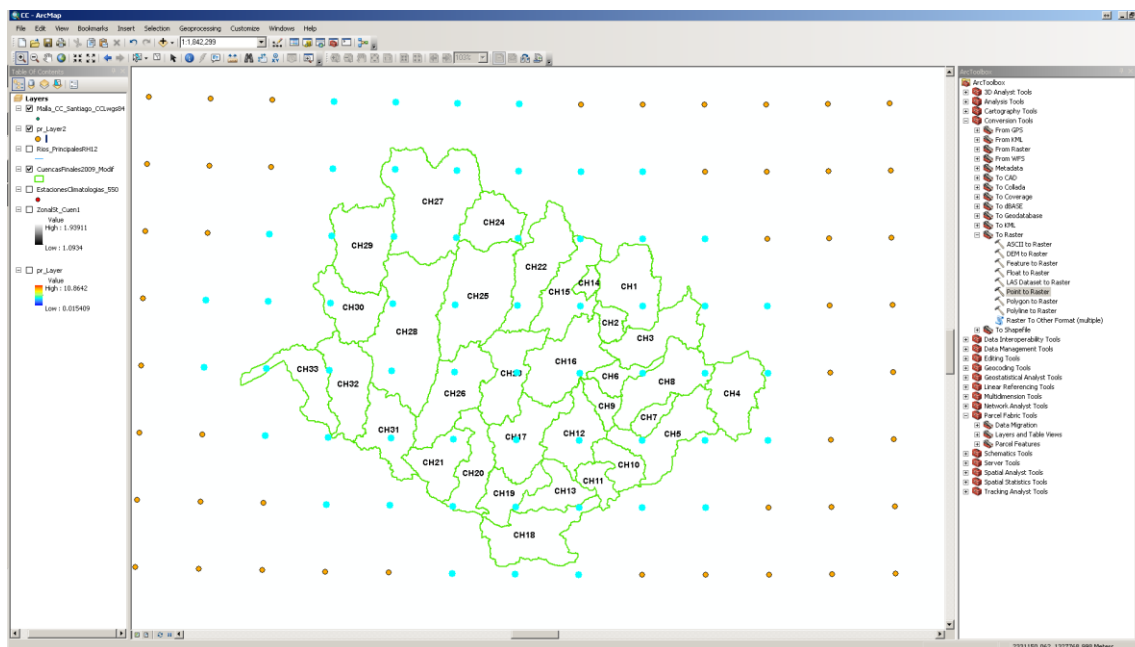 CC - ArcMap
File Edit View Bookmarks Insert Selection Geoprocessing Customize Windows Help
1:1,842,299
100%
Table Of Contents
Layers
Malla_CC_Santiago_CCLwgs84
pr_Layer2
Rios_PrincipalesRH12
CuencasFinales2009_Modif
EstacionesClimatologias_550
ZonalSt_Cuen1
Value
High : 1.93911
Low : 1.0934
pr_Layer
Value
High : 10.8642
Low : 0.015409
CH27
CH24
CH29
CH22
CH14
CH1
CH25
CH15
CH30
CH2
CH28
CH3
CH16
CH33
CH6
CH8
CH32
CH26
CH4
CH9
CH7
CH31
CH17
CH12
CH5
CH21
CH20
CH10
CH11
CH19
CH13
CH18
ArcToolbox
ArcToolbox
3D Analyst Tools
Analysis Tools
Cartography Tools
Conversion Tools
From GPS
From KML
From Raster
From WPS
Metadata
To CAD
To Collada
To Coverage
To dBASE
To Geodatabase
To KML
To Raster
ASCII to Raster
DEM to Raster
Feature to Raster
Float to Raster
LAS Dataset to Raster
Point to Raster
Polygon to Raster
Polyline to Raster
Raster To Other Format (multiple)
To Shapefile
Data Interoperability Tools
Data Management Tools
Editing Tools
Geocoding Tools
Geostatistical Analyst Tools
Linear Referencing Tools
Multidimension Tools
Network Analyst Tools
Parcel Fabric Tools
Data Migration
Layers and Table Views
Parcel Features
Schematics Tools
Server Tools
Spatial Analyst Tools
Spatial Statistics Tools
Tracking Analyst Tools